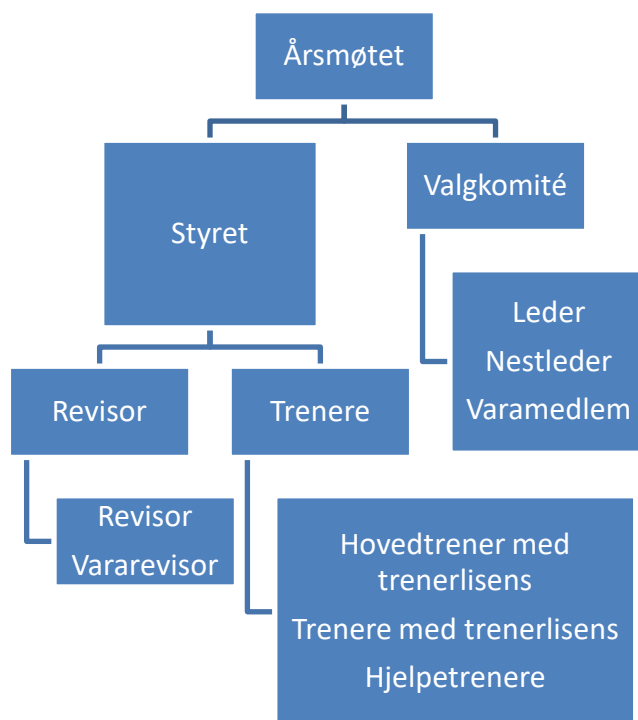 Årsmøtet
Styret
Valgkomité
Leder
Nestleder
Varamedlem
Revisor
Trenere
Revisor
Vararevisor
Hovedtrener med
trenerlisens
Trenere med trenerlisens
Hjelpetrenere